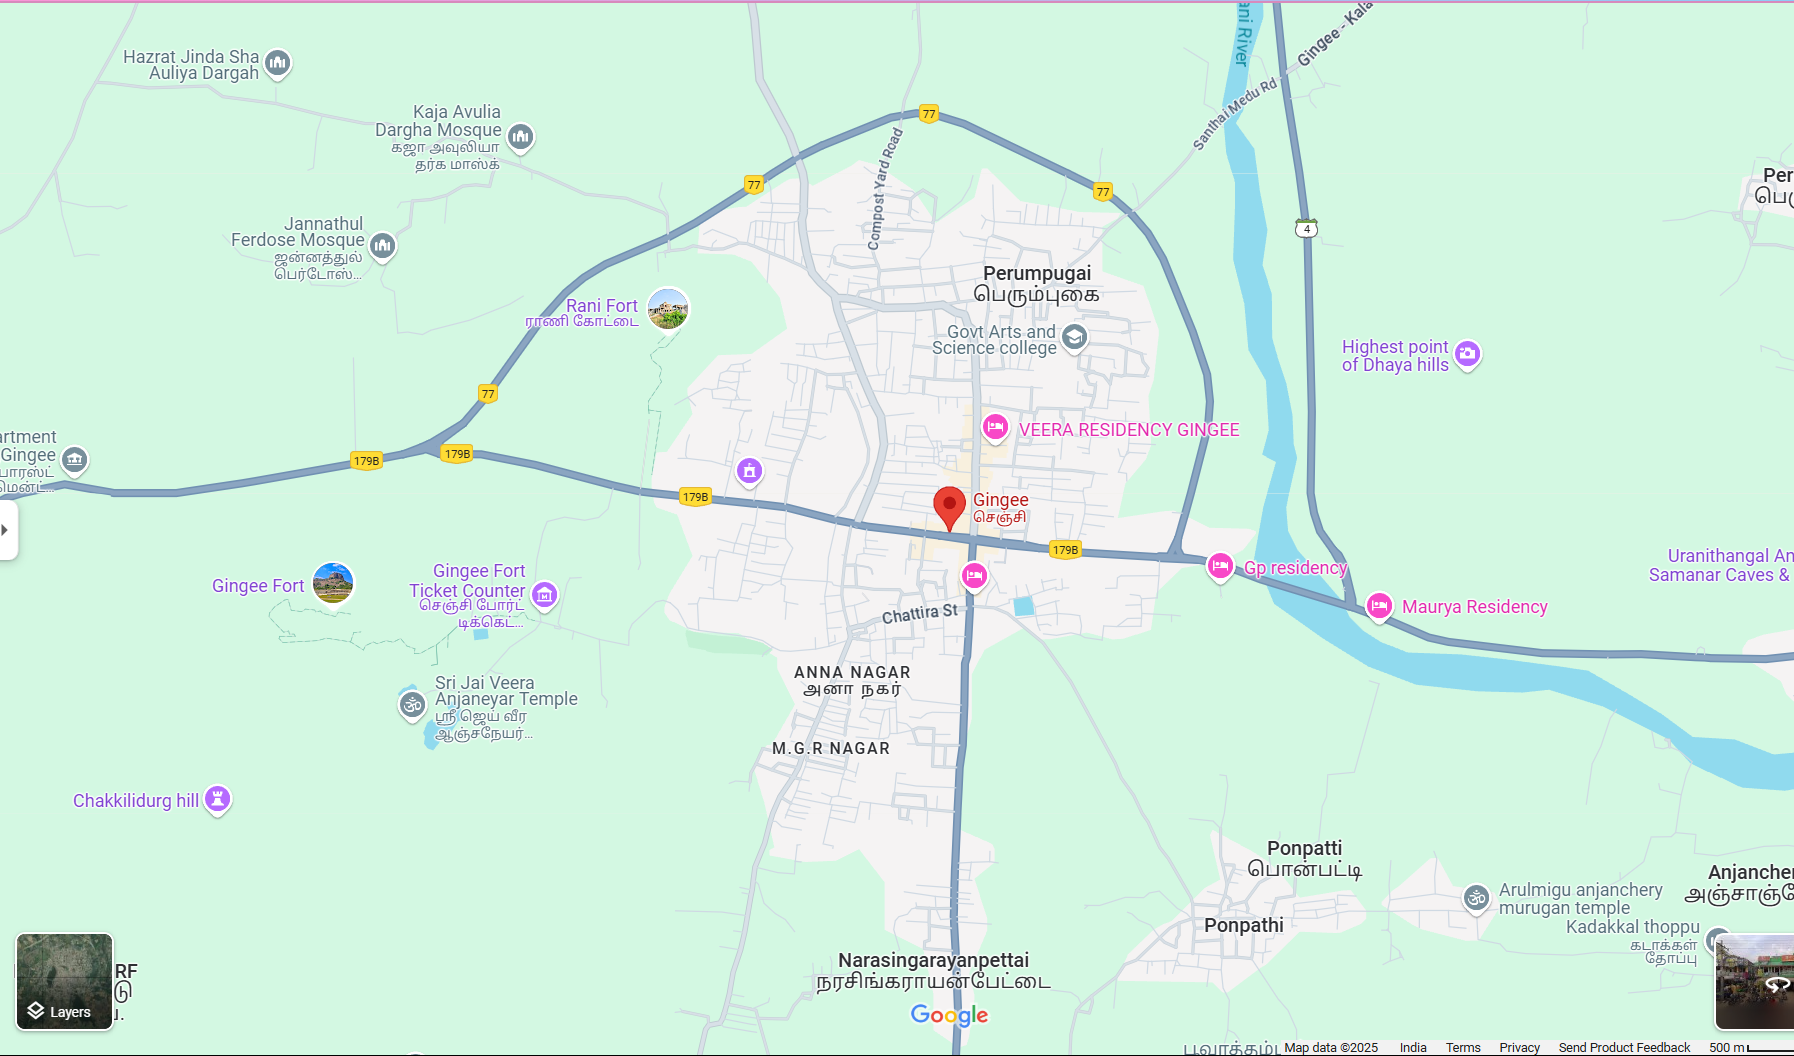 ani River
Gingee - Kala
Santhai Medu Rd
Hazrat Jinda Sha
Auliya Dargah
Kaja Avulia
Dargha Mosque
கஜா அவுலியா
தர்க மாஸ்க்
77
77
77
Compost Yard Road
Per
பெரு
Jannathul
Ferdose Mosque
ஜன்னத்துல்
பெர்டோஸ்...
4
Perumpugai
பெரும்புகை
Rani Fort
ராணி கோட்டை
Govt Arts and
Science college
Highest point
of Dhaya hills
77
VEERA RESIDENCY GINGEE
artment
Gingee
பாரஸ்ட்
மென்ட்...
179B
179B
179B
Gingee
செஞ்சி
179B
Gingee Fort
Gingee Fort
Ticket Counter
செஞ்சி போர்ட்
டிக்கெட்...
Gp residency
Uranithangal An
Samanar Caves &
Maurya Residency
Chattira St
ANNA NAGAR
அனா நகர்
Sri Jai Veera
Anjaneyar Temple
ஸ்ரீ ஜெய் வீர
ஆஞ்சநேயர்...
M.G.R NAGAR
Chakkilidurg hill
Ponpatti
பொன்பட்டி
Ponpathi
Arulmigu anjanchery
murugan temple
Anjancher
அஞ்சாஞ்சே
Kadakkal thoppu
கடாக்கள்
தோப்பு
Narasingarayanpettai
நரசிங்கராயன்பேட்டை
RF
டு
Layers
Google
Map data ©2025 India Terms Privacy Send Product Feedback 500 m